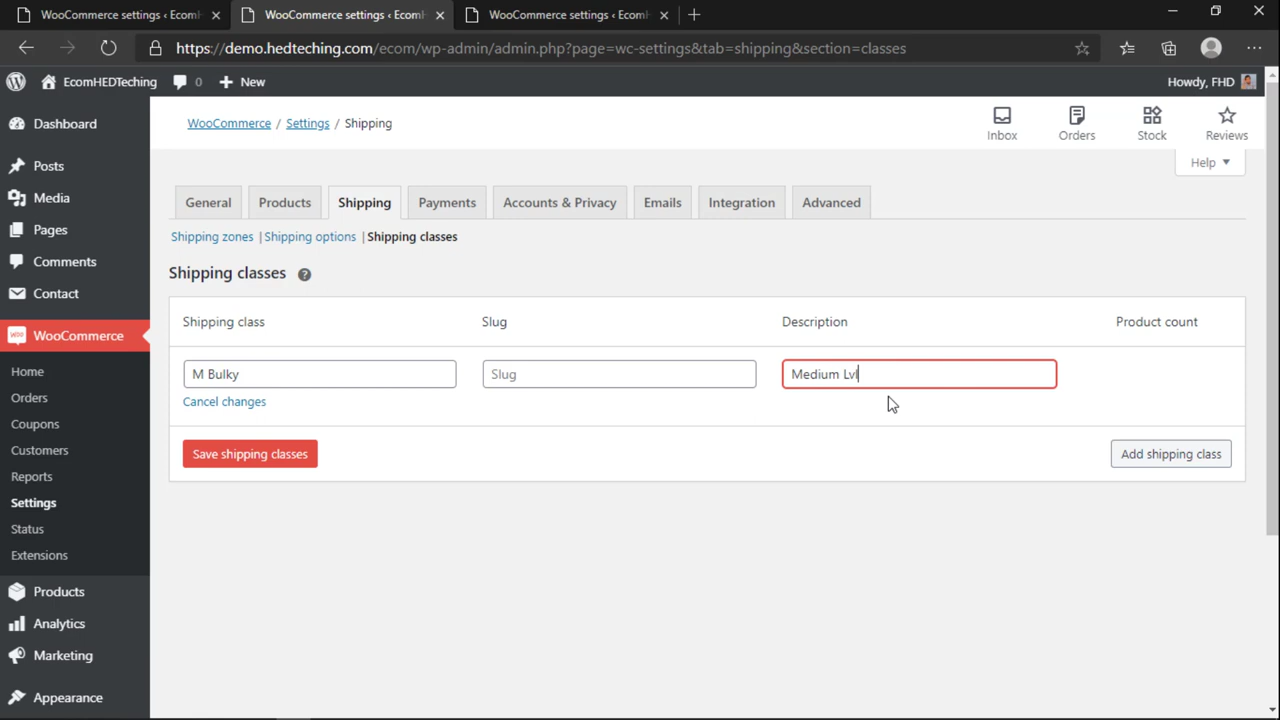 WooCommerce settings ‹ EcomH
WooCommerce settings ‹ EcomH
WooCommerce settings ‹ EcomH
https://demo.hedteching.com/ecom/wp-admin/admin.php?page=wc-settings&tab=shipping&section=classes
EcomHEDTeching 0 New Howdy, FHD
Dashboard
Posts
Media
Pages
Comments
Contact
woo WooCommerce
Home
Orders
Coupons
Customers
Reports
Settings
Status
Extensions
Products
Analytics
Marketing
Appearance
WooCommerce / Settings / Shipping
Inbox Orders Stock Reviews
Help
General Products Shipping Payments Accounts & Privacy Emails Integration Advanced
Shipping zones | Shipping options | Shipping classes
Shipping classes ?
Shipping class Slug Description Product count
M Bulky Slug Medium Lvl
Cancel changes
Save shipping classes Add shipping class